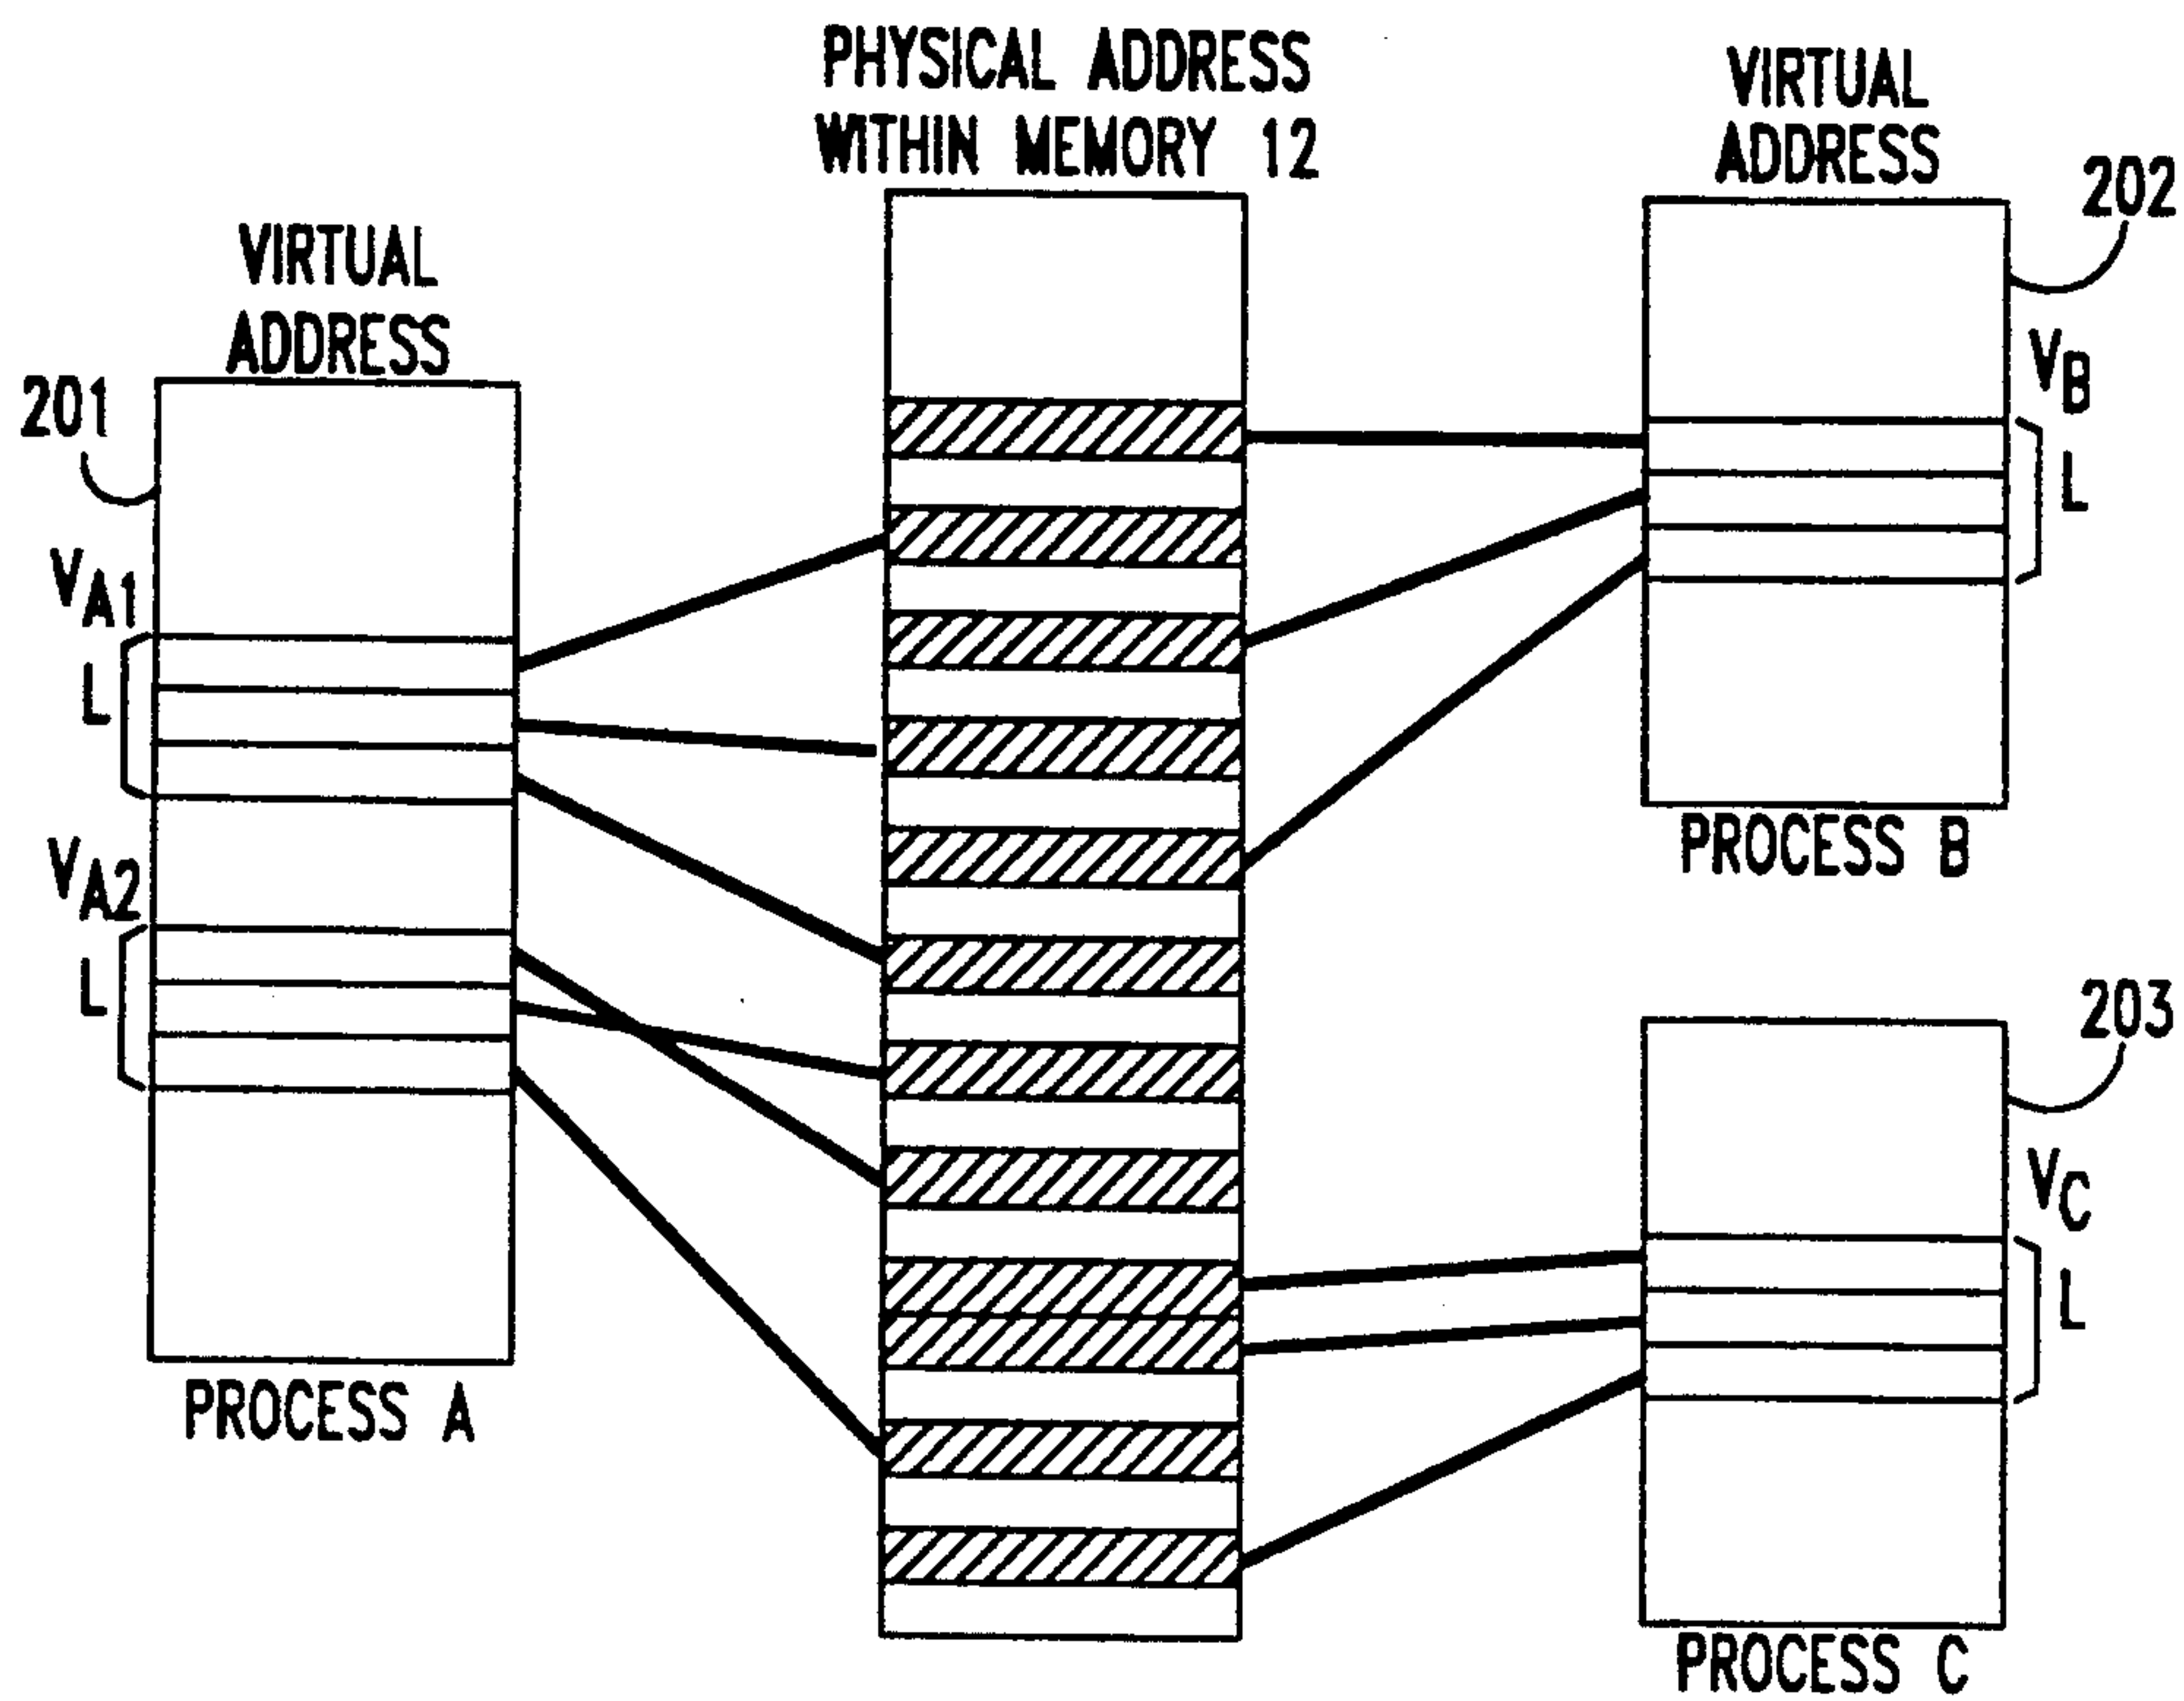 PHYSICAL ADDRESS
WITHIN MEMORY 12
VIRTUAL
ADDRESS
201
VA1
L
VA2
L
PROCESS A
VIRTUAL
ADDRESS
202
VB
L
PROCESS B
203
VC
L
PROCESS C